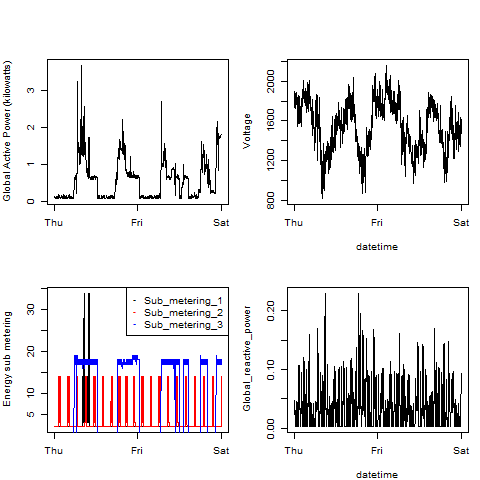 Global Active Power (kilowatts)
0 1 2 3
Thu Fri Sat
Voltage
800 1200 1600 2000
Thu Fri Sat
datetime
Energy sub metering
5 10 20 30
Sub_metering_1
Sub_metering_2
Sub_metering_3
Thu Fri Sat
Global_reactive_power
0.00 0.10 0.20
Thu Fri Sat
datetime